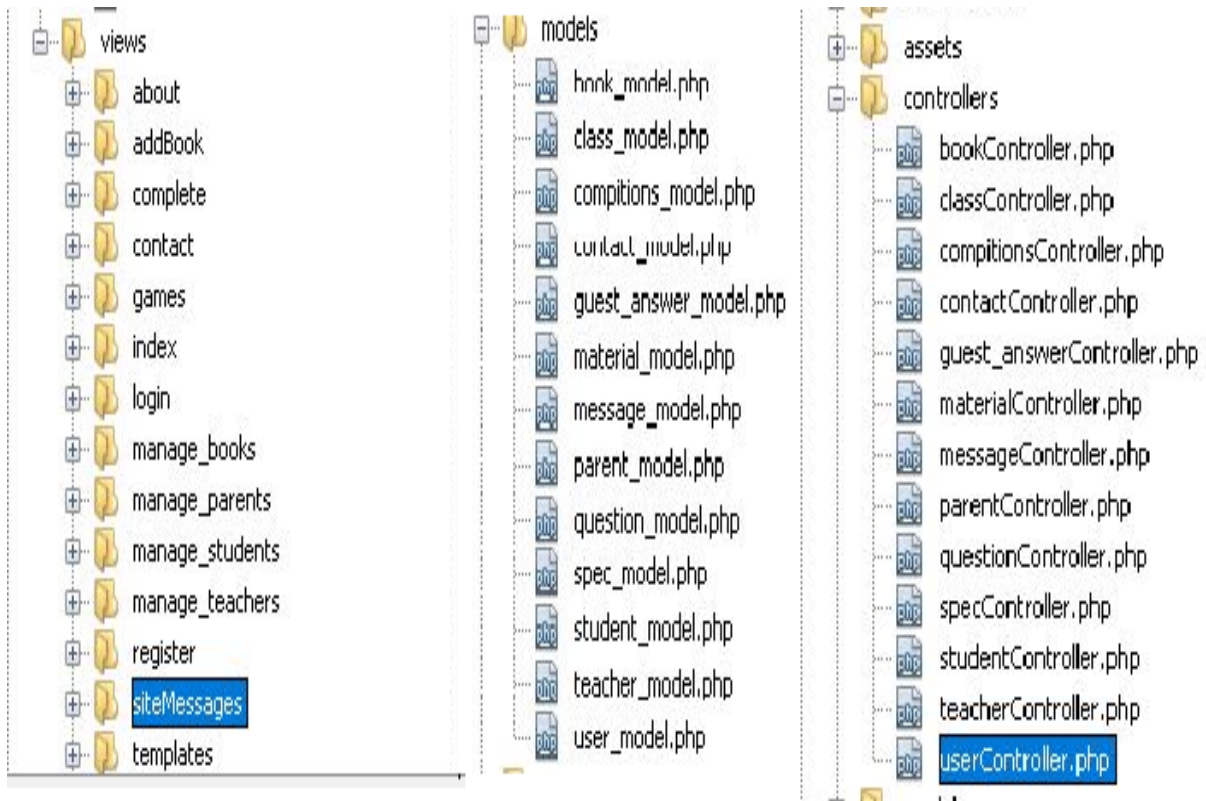 views
about
addBook
complete
contact
games
index
login
manage_books
manage_parents
manage_students
manage_teachers
register
siteMessages
templates
models
book_model.php
class_model.php
compitions_model.php
contact_model.php
guest_answer_model.php
material_model.php
message_model.php
parent_model.php
question_model.php
spec_model.php
student_model.php
teacher_model.php
user_model.php
assets
controllers
bookController.php
classController.php
compitionsController.php
contactController.php
guest_answerController.php
materialController.php
messageController.php
parentController.php
questionController.php
specController.php
studentController.php
teacherController.php
userController.php